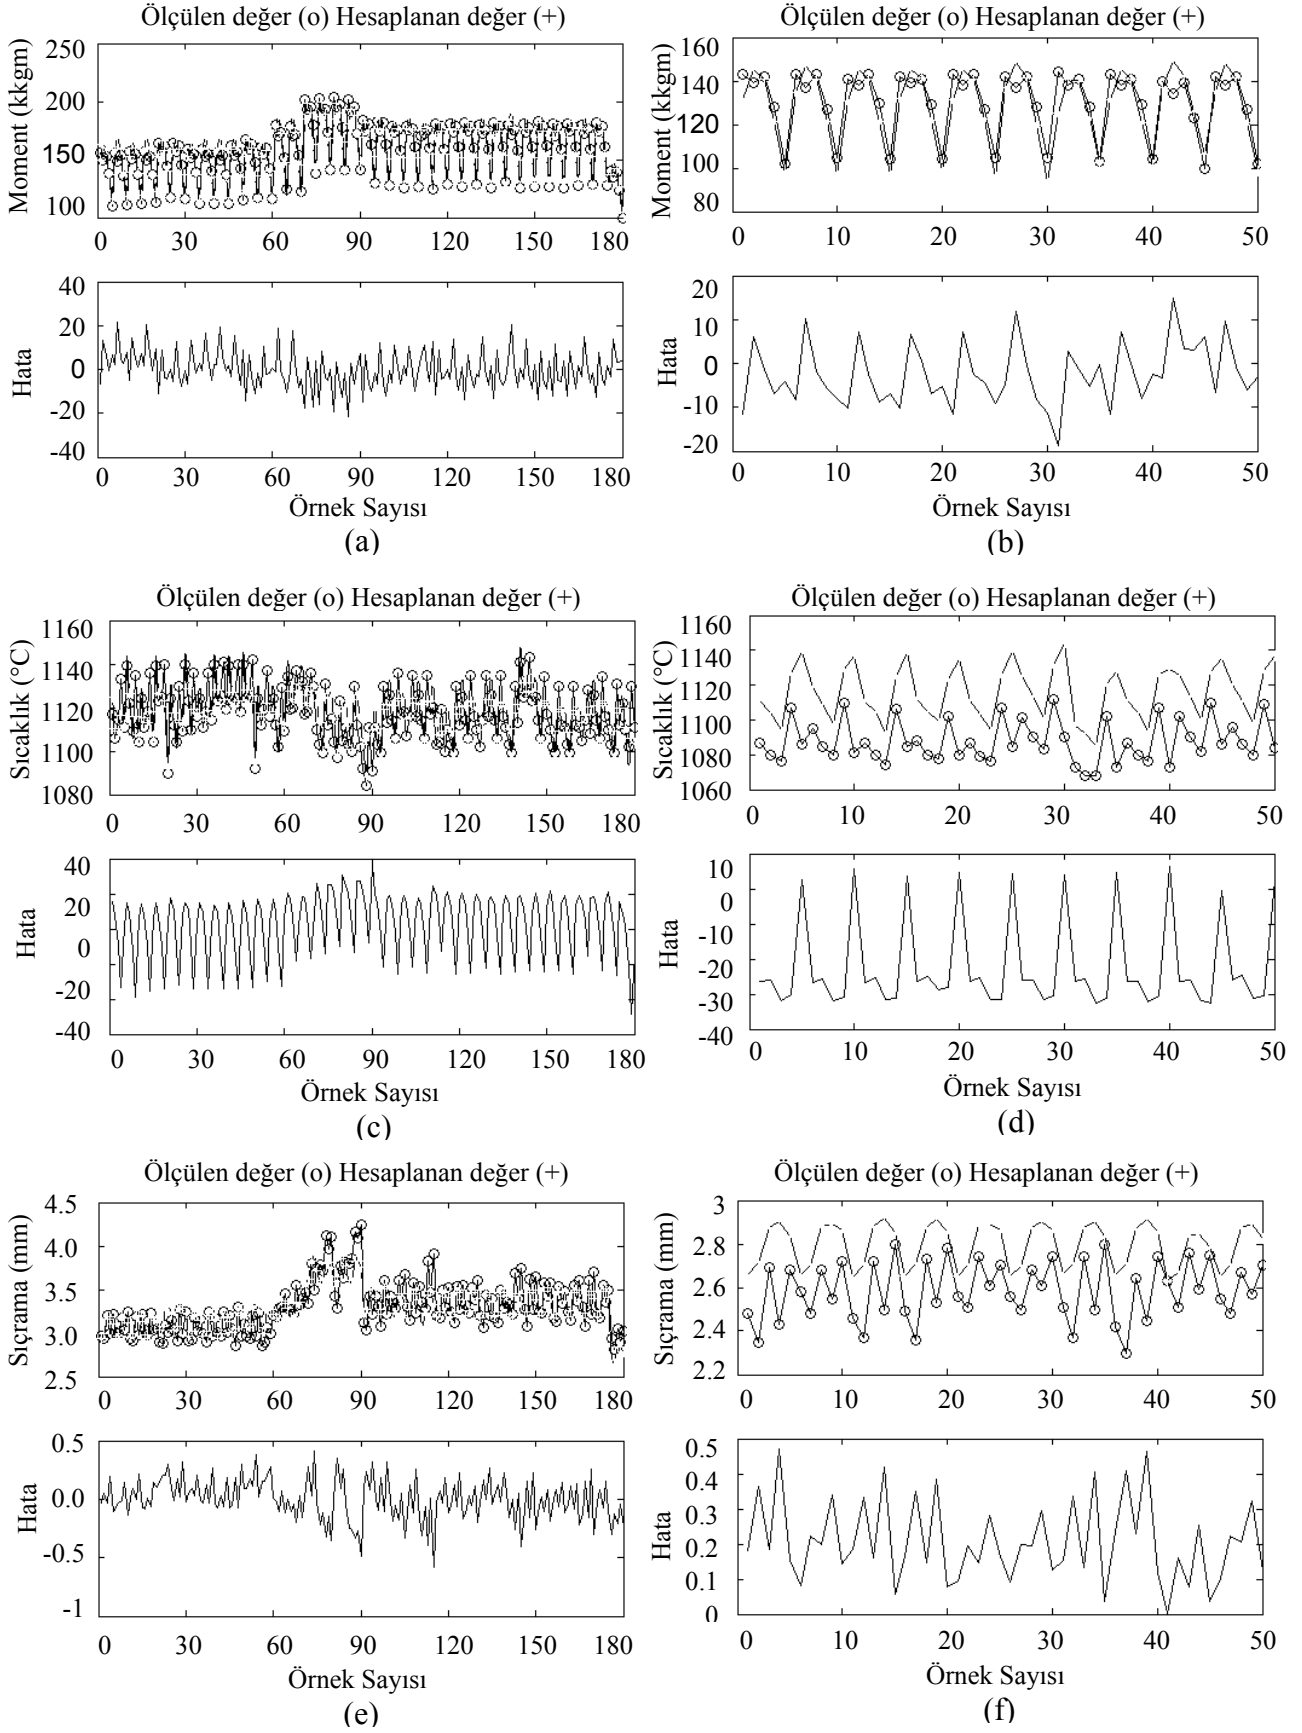 Ölçülen değer (o) Hesaplanan değer (+)
Moment (kkgm)
250
200
150
100
0 30 60 90 120 150 180
Hata
40
20
0
-20
-40
0 30 60 90 120 150 180
Örnek Sayısı
(a)
Ölçülen değer (o) Hesaplanan değer (+)
Moment (kkgm)
160
140
120
100
80
0 10 20 30 40 50
Hata
20
10
0
-10
-20
0 10 20 30 40 50
Örnek Sayısı
(b)
Ölçülen değer (o) Hesaplanan değer (+)
Sıcaklık (°C)
1160
1140
1120
1100
1080
0 30 60 90 120 150 180
Hata
40
20
0
-20
-40
0 30 60 90 120 150 180
Örnek Sayısı
(c)
Ölçülen değer (o) Hesaplanan değer (+)
Sıcaklık (°C)
1160
1140
1120
1100
1080
1060
0 10 20 30 40 50
Hata
10
0
-10
-20
-30
-40
0 10 20 30 40 50
Örnek Sayısı
(d)
Ölçülen değer (o) Hesaplanan değer (+)
Sıçrama (mm)
4.5
4.0
3.5
3.0
2.5
0 30 60 90 120 150 180
Hata
0.5
0.0
-0.5
-1
0 30 60 90 120 150 180
Örnek Sayısı
(e)
Ölçülen değer (o) Hesaplanan değer (+)
Sıçrama (mm)
3
2.8
2.6
2.4
2.2
0 10 20 30 40 50
Hata
0.5
0.4
0.3
0.2
0.1
0
0 10 20 30 40 50
Örnek Sayısı
(f)